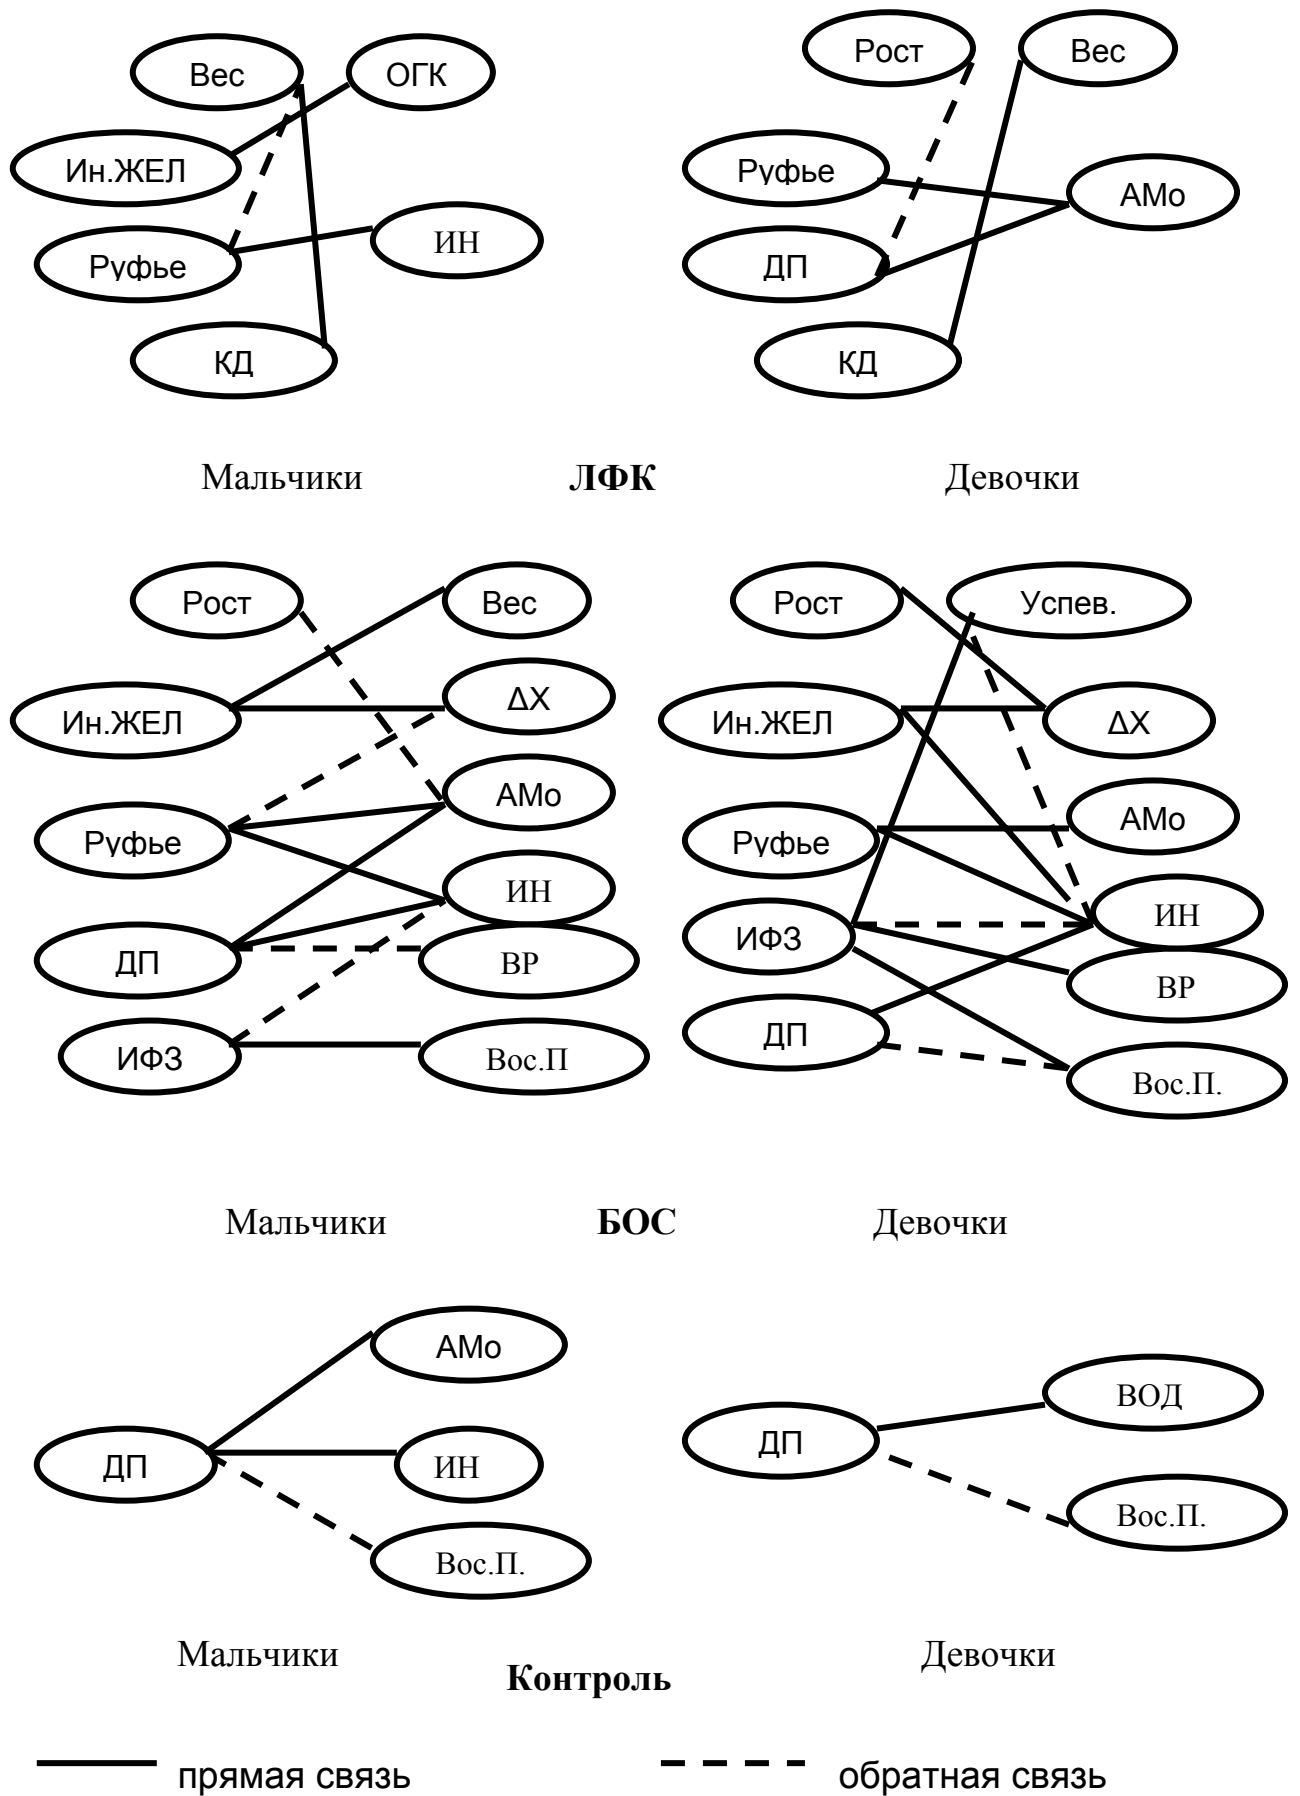 Вес ОГК
Ин.ЖЕЛ
Руфье ИН
КД
Рост Вес
Руфье АМо
ДП
КД
Мальчики ЛФК Девочки
Рост Вес
Ин.ЖЕЛ ΔХ
Руфье АМо
ДП ИН
ВР
ИФЗ Вос.П
Рост Успев.
Ин.ЖЕЛ ΔХ
Руфье АМо
ИФЗ ИН
ДП ВР
Вос.П.
Мальчики БОС Девочки
АМо
ДП ИН
Вос.П.
ДП ВОД
Вос.П.
Мальчики Девочки
Контроль
прямая связь обратная связь